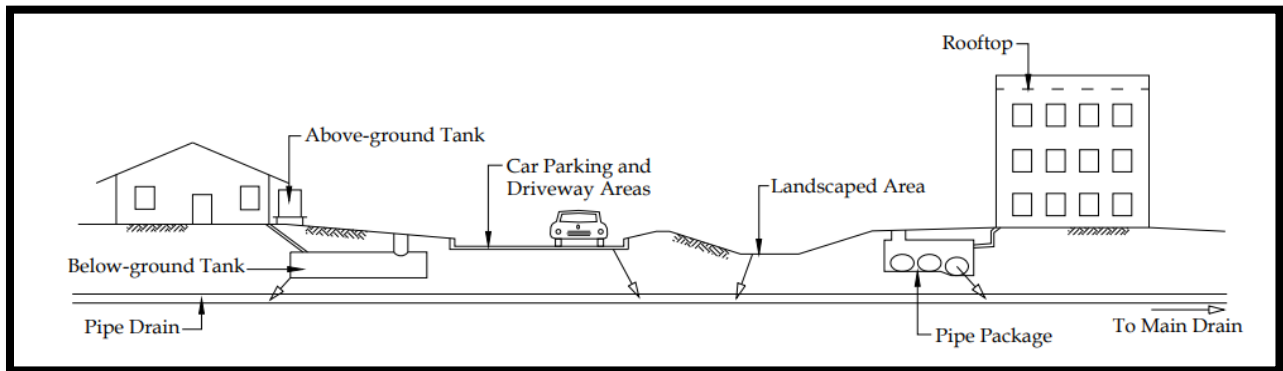 Rooftop
Above-ground Tank
Car Parking and
Driveway Areas
Landscaped Area
Below-ground Tank
Pipe Drain
Pipe Package
To Main Drain